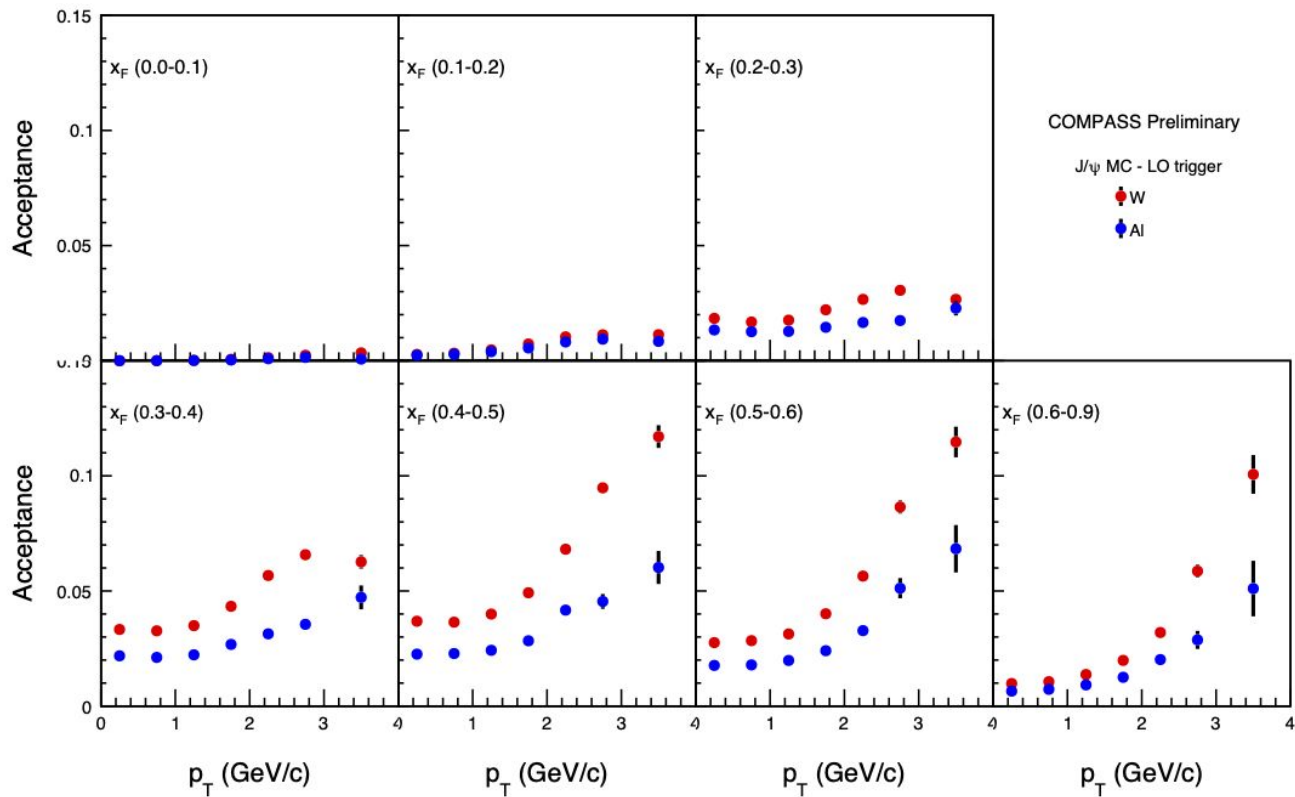 0.15
x_F (0.0-0.1)
x_F (0.1-0.2)
x_F (0.2-0.3)
COMPASS Preliminary
J/ψ MC - LO trigger
W
Al
0.1
0.05
Acceptance
x_F (0.3-0.4)
x_F (0.4-0.5)
x_F (0.5-0.6)
x_F (0.6-0.9)
0.1
0.05
0
Acceptance
1 2 3 4
1 2 3 4
1 2 3 4
1 2 3 4
p_T (GeV/c)
p_T (GeV/c)
p_T (GeV/c)
p_T (GeV/c)